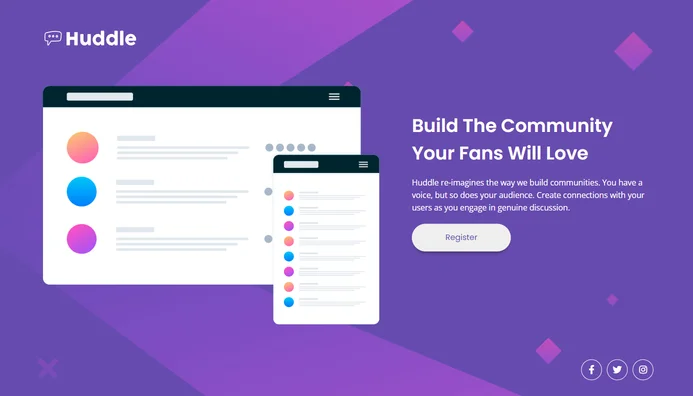 Huddle
Build The Community
Your Fans Will Love
Huddle re-imagines the way we build communities. You have a
voice, but so does your audience. Create connections with your
users as you engage in genuine discussion.
Register